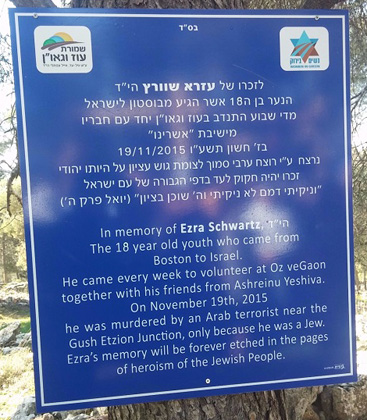 בס"ד
שמורת
עוז וגאו"ן
נשים בירוק
לזכרו של עזרא שוורץ הי"ד
הנער בן ה18 אשר הגיע מבוסטון לישראל
מדי שבוע התנדב בעוז וגאו"ן יחד עם חבריו
מישיבת "אשרינו"
בז' חשון תשע"ו 19/11/2015
נרצח ע"י רוצח ערבי סמוך לצומת גוש עציון על היותו יהודי
זכרו יהיה חקוק לעד בדפי הגבורה של עם ישראל
"וניקיתי דמם לא ניקיתי וה' שוכן בציון" (יואל פרק ה')
In memory of Ezra Schwartz, הי"ד
The 18 year old youth who came from
Boston to Israel.
He came every week to volunteer at Oz veGaon
together with his friends from Ashreinu Yeshiva.
On November 19th, 2015
he was murdered by an Arab terrorist near the
Gush Etzion Junction, only because he was a Jew.
Ezra's memory will be forever etched in the pages
of heroism of the Jewish People.